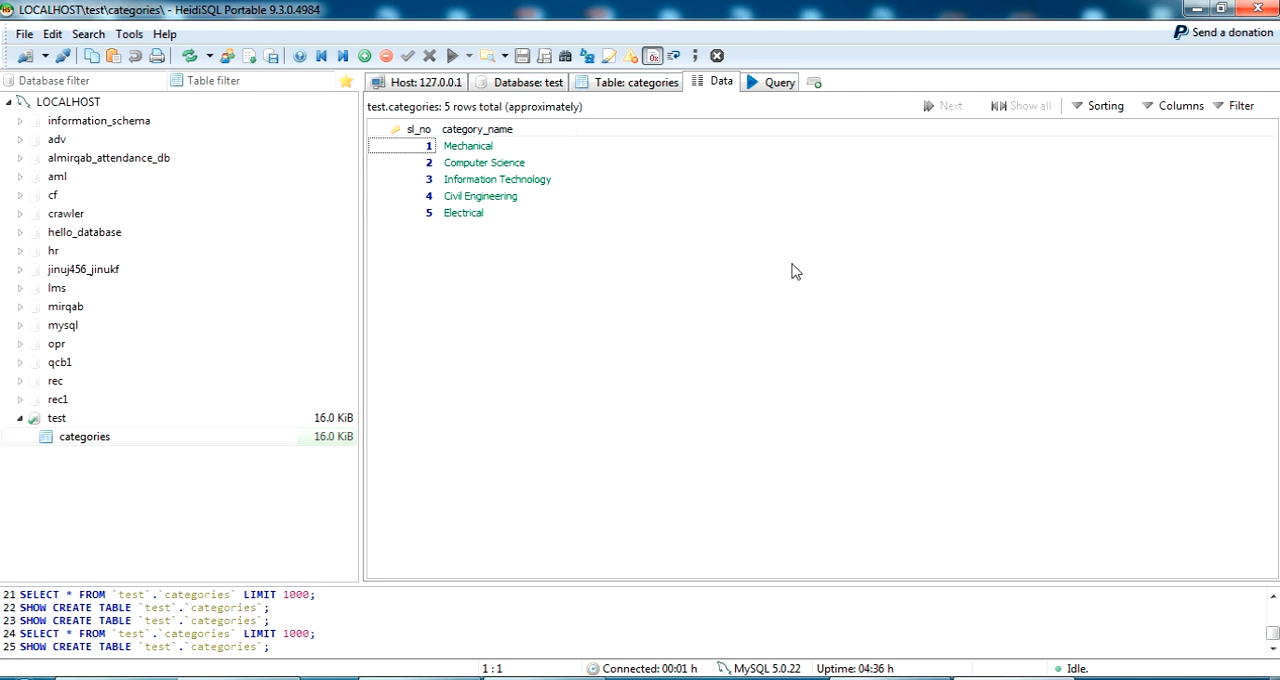 LOCALHOST\test\categories\ - HeidiSQL Portable 9.3.0.4984
File Edit Search Tools Help
Send a donation
Database filter
Table filter
Host: 127.0.0.1
Database: test
Table: categories
Data
Query
LOCALHOST
information_schema
adv
almirqab_attendance_db
aml
cf
crawler
hello_database
hr
jinuj456_jinukf
lms
mirqab
mysql
opr
qcb1
rec
rec1
test 16.0 KiB
categories 16.0 KiB
test.categories: 5 rows total (approximately)
Next Show all Sorting Columns Filter
sl_no category_name
1 Mechanical
2 Computer Science
3 Information Technology
4 Civil Engineering
5 Electrical
21 SELECT * FROM `test`.`categories` LIMIT 1000;
22 SHOW CREATE TABLE `test`.`categories`;
23 SHOW CREATE TABLE `test`.`categories`;
24 SELECT * FROM `test`.`categories` LIMIT 1000;
25 SHOW CREATE TABLE `test`.`categories`;
1 : 1 Connected: 00:01 h MySQL 5.0.22 Uptime: 04:36 h Idle.